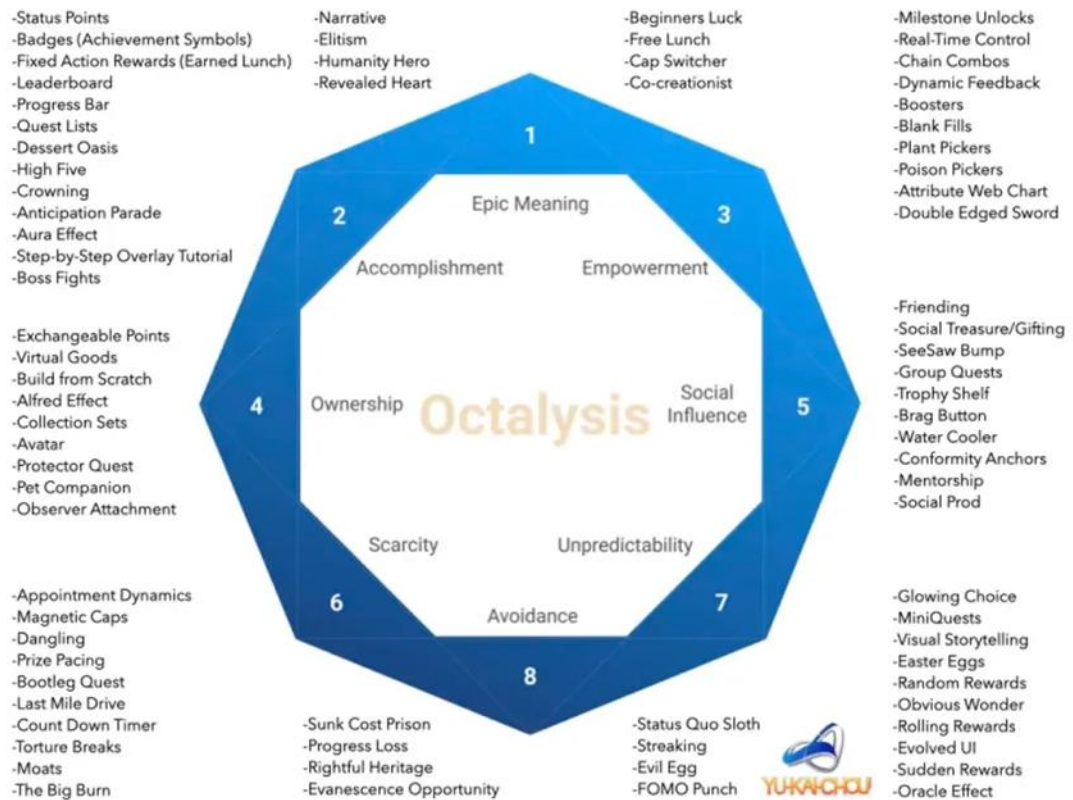 -Status Points
-Badges (Achievement Symbols)
-Fixed Action Rewards (Earned Lunch)
-Leaderboard
-Progress Bar
-Quest Lists
-Dessert Oasis
-High Five
-Crowning
-Anticipation Parade
-Aura Effect
-Step-by-Step Overlay Tutorial
-Boss Fights
-Narrative
-Elitism
-Humanity Hero
-Revealed Heart
-Beginners Luck
-Free Lunch
-Cap Switcher
-Co-creationist
-Milestone Unlocks
-Real-Time Control
-Chain Combos
-Dynamic Feedback
-Boosters
-Blank Fills
-Plant Pickers
-Poison Pickers
-Attribute Web Chart
-Double Edged Sword
1
Epic Meaning
2
Accomplishment
3
Empowerment
4
Ownership
Octalysis
Social
Influence
5
Scarcity
6
Unpredictability
7
Avoidance
8
-Exchangeable Points
-Virtual Goods
-Build from Scratch
-Alfred Effect
-Collection Sets
-Avatar
-Protector Quest
-Pet Companion
-Observer Attachment
-Friending
-Social Treasure/Gifting
-SeeSaw Bump
-Group Quests
-Trophy Shelf
-Brag Button
-Water Cooler
-Conformity Anchors
-Mentorship
-Social Prod
-Appointment Dynamics
-Magnetic Caps
-Dangling
-Prize Pacing
-Bootleg Quest
-Last Mile Drive
-Count Down Timer
-Torture Breaks
-Moats
-The Big Burn
-Sunk Cost Prison
-Progress Loss
-Rightful Heritage
-Evanescence Opportunity
-Status Quo Sloth
-Streaking
-Evil Egg
-FOMO Punch
YU-KAI-CHOU
-Glowing Choice
-MiniQuests
-Visual Storytelling
-Easter Eggs
-Random Rewards
-Obvious Wonder
-Rolling Rewards
-Evolved UI
-Sudden Rewards
-Oracle Effect